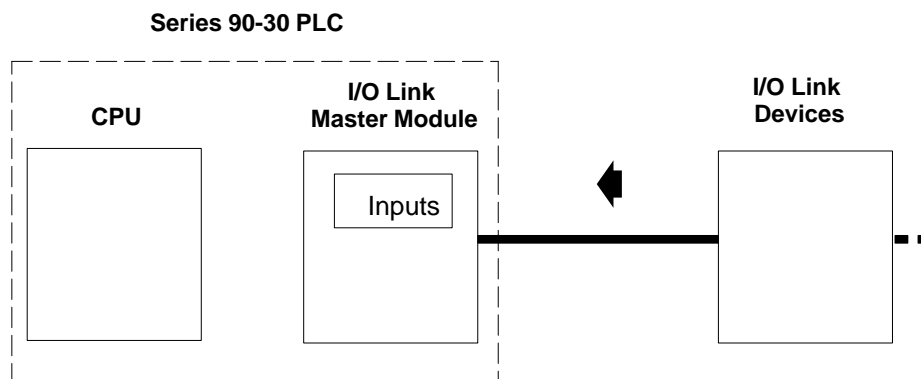 Series 90-30 PLC
CPU
I/O Link
Master Module
Inputs
I/O Link
Devices